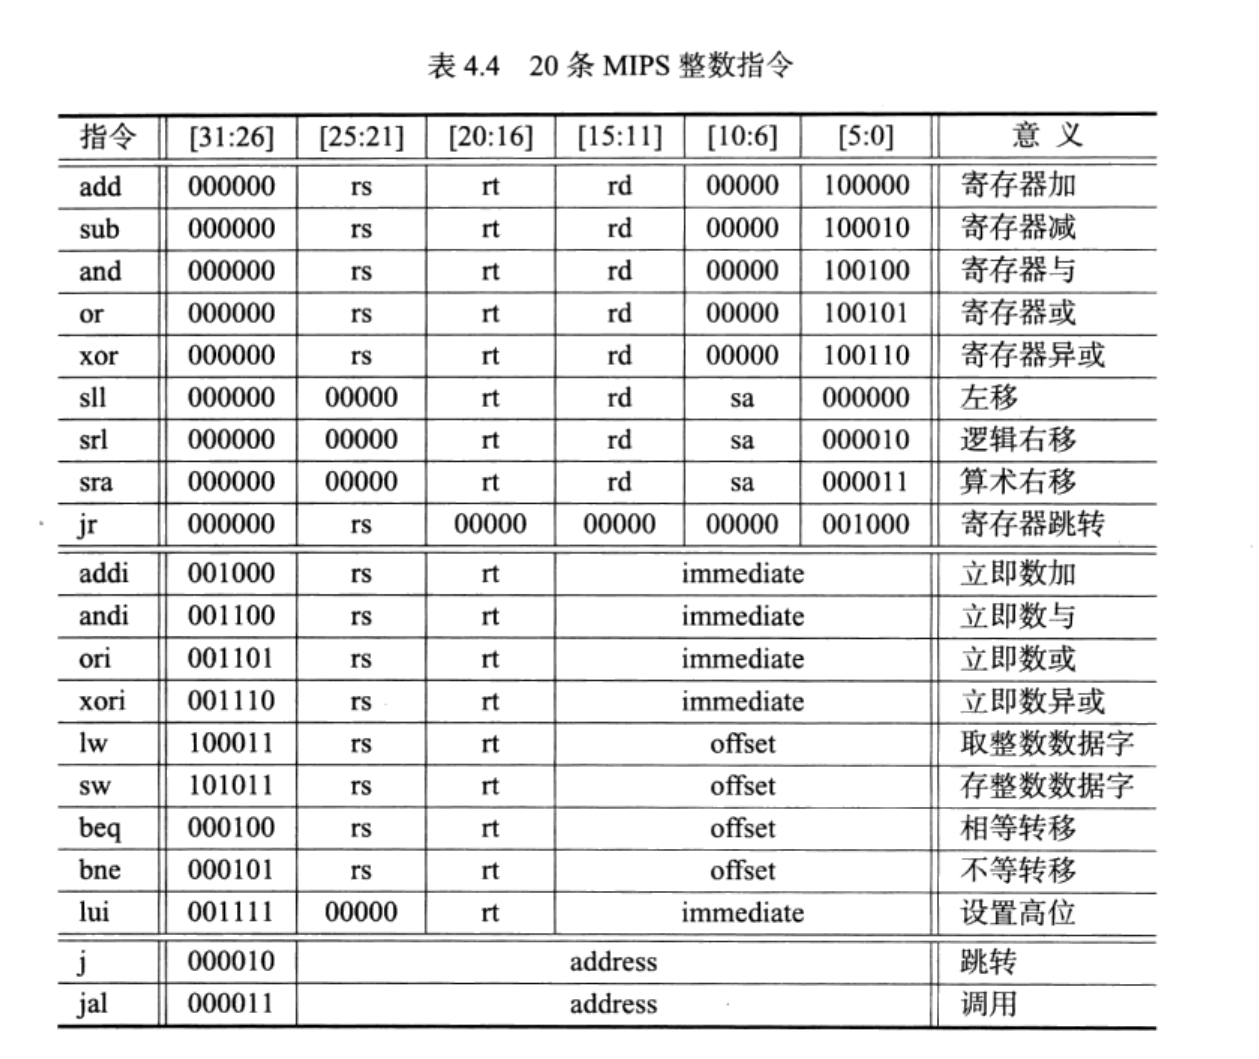 表 4.4 20 条 MIPS 整数指令
指令 [31:26] [25:21] [20:16] [15:11] [10:6] [5:0] 意 义
add 000000 rs rt rd 00000 100000 寄存器加
sub 000000 rs rt rd 00000 100010 寄存器减
and 000000 rs rt rd 00000 100100 寄存器与
or 000000 rs rt rd 00000 100101 寄存器或
xor 000000 rs rt rd 00000 100110 寄存器异或
sll 000000 00000 rt rd sa 000000 左移
srl 000000 00000 rt rd sa 000010 逻辑右移
sra 000000 00000 rt rd sa 000011 算术右移
jr 000000 rs 00000 00000 00000 001000 寄存器跳转
addi 001000 rs rt immediate 立即数加
andi 001100 rs rt immediate 立即数与
ori 001101 rs rt immediate 立即数或
xori 001110 rs rt immediate 立即数异或
lw 100011 rs rt offset 取整数数据字
sw 101011 rs rt offset 存整数数据字
beq 000100 rs rt offset 相等转移
bne 000101 rs rt offset 不等转移
lui 001111 00000 rt immediate 设置高位
j 000010 address 跳转
jal 000011 address 调用